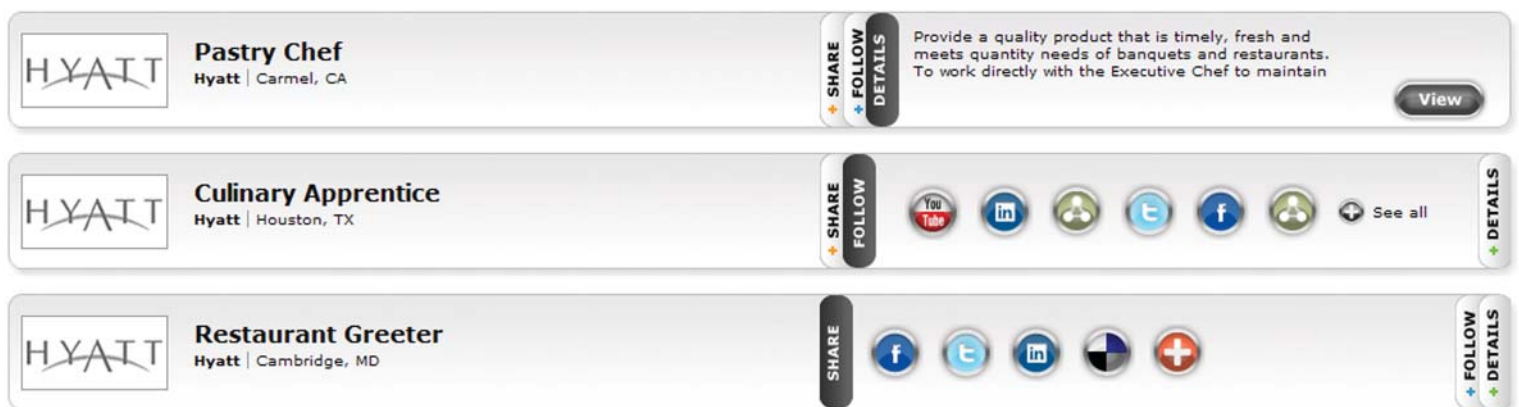 HYATT
Pastry Chef
Hyatt | Carmel, CA
+ SHARE
+ FOLLOW
DETAILS
Provide a quality product that is timely, fresh and
meets quantity needs of banquets and restaurants.
To work directly with the Executive Chef to maintain
View
HYATT
Culinary Apprentice
Hyatt | Houston, TX
+ SHARE
FOLLOW
You
Tube
in
t
f
See all
+ DETAILS
HYATT
Restaurant Greeter
Hyatt | Cambridge, MD
SHARE
f
t
in
+ FOLLOW
+ DETAILS